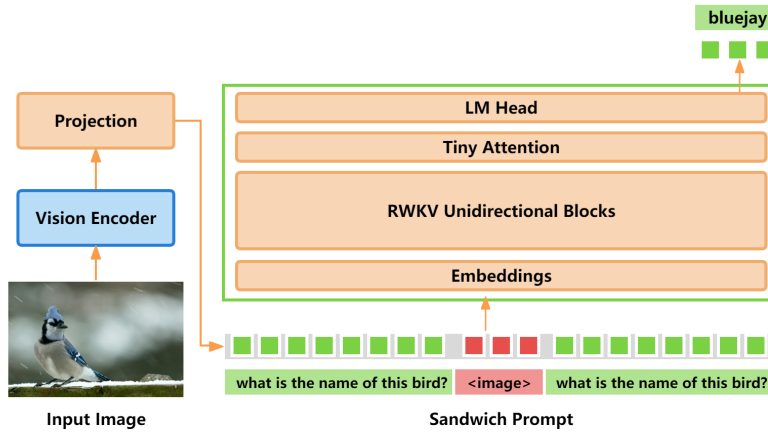 bluejay
LM Head
Projection
Tiny Attention
Vision Encoder
RWKV Unidirectional Blocks
Embeddings
what is the name of this bird? <image> what is the name of this bird?
Input Image
Sandwich Prompt